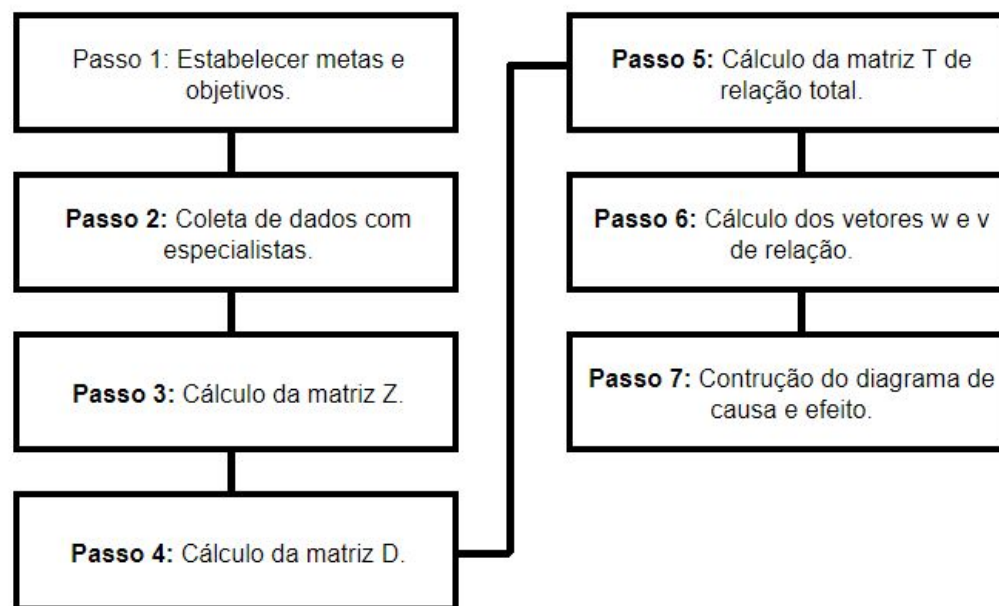 Passo 1: Estabelecer metas e
objetivos.
Passo 2: Coleta de dados com
especialistas.
Passo 3: Cálculo da matriz Z.
Passo 4: Cálculo da matriz D.
Passo 5: Cálculo da matriz T de
relação total.
Passo 6: Cálculo dos vetores w e v
de relação.
Passo 7: Contrução do diagrama de
causa e efeito.